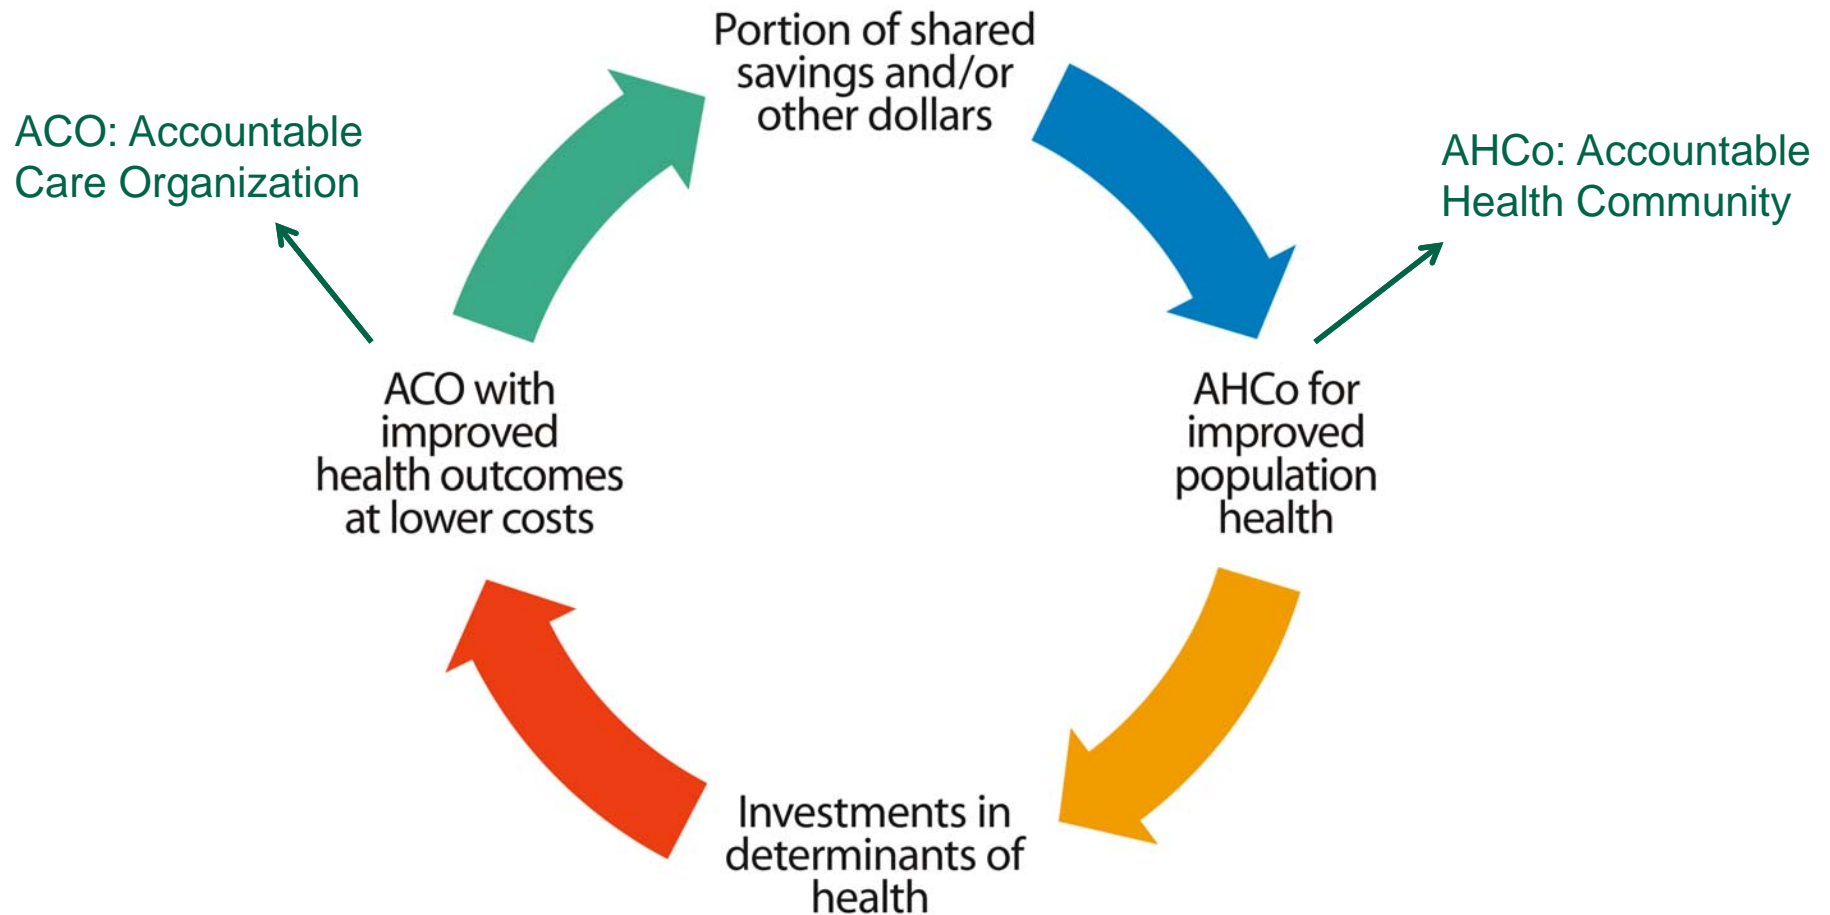 Portion of shared
savings and/or
other dollars
ACO: Accountable
Care Organization
AHCo: Accountable
Health Community
ACO with
improved
health outcomes
at lower costs
AHCo for
improved
population
health
Investments in
determinants of
health